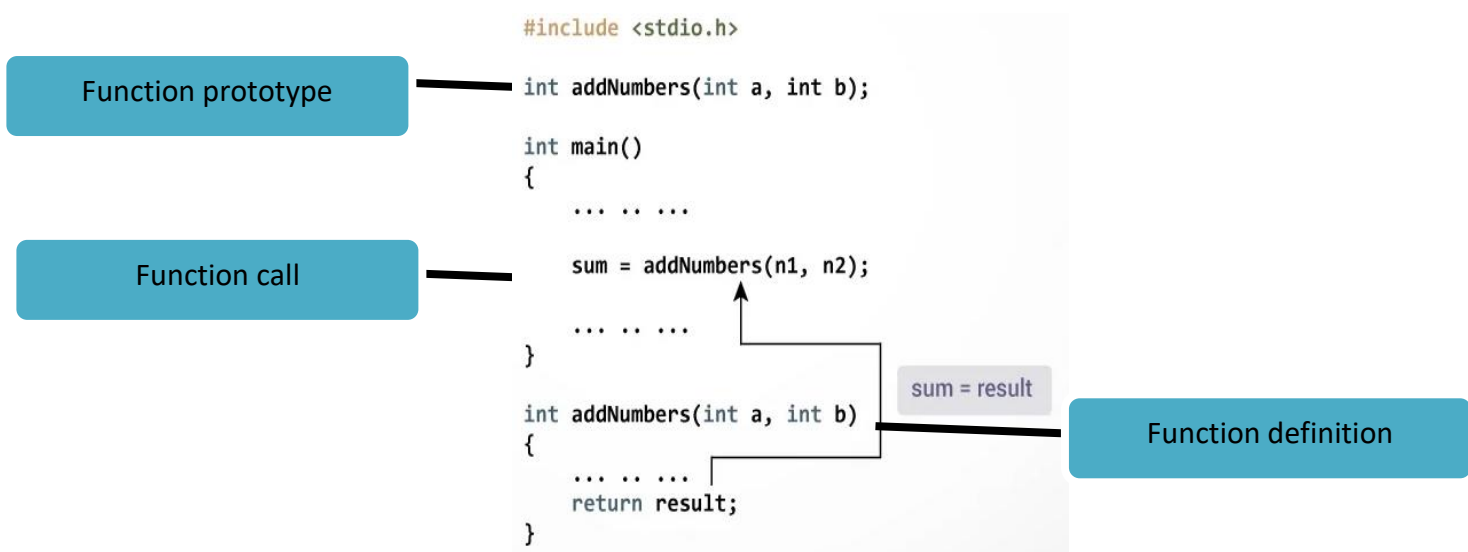 #include <stdio.h>
Function prototype
int addNumbers(int a, int b);
int main()
{
... .. ...
Function call
sum = addNumbers(n1, n2);
... .. ...
}
sum = result
int addNumbers(int a, int b)
Function definition
{
... .. ...
return result;
}